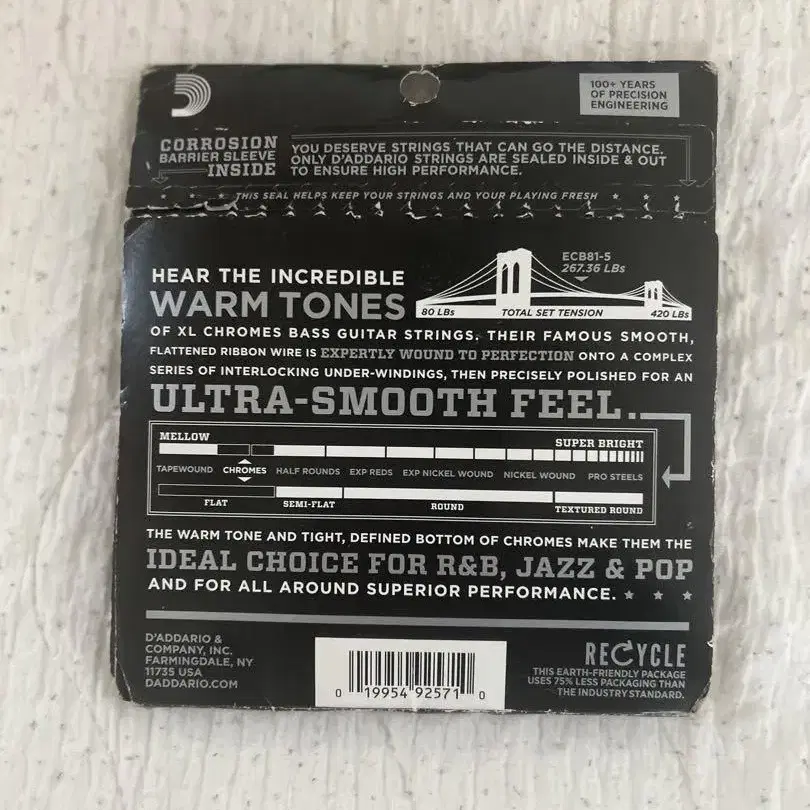 100+ YEARS
OF PRECISION
ENGINEERING
CORROSION
BARRIER SLEEVE
INSIDE
YOU DESERVE STRINGS THAT CAN GO THE DISTANCE.
ONLY D'ADDARIO STRINGS ARE SEALED INSIDE & OUT
TO ENSURE HIGH PERFORMANCE.
THIS SEAL HELPS KEEP YOUR STRINGS AND YOUR PLAYING FRESH
ECB81-5
267.36 LBs
80 LBs TOTAL SET TENSION 420 LBs
HEAR THE INCREDIBLE
WARM TONES
OF XL CHROMES BASS GUITAR STRINGS. THEIR FAMOUS SMOOTH,
FLATTENED RIBBON WIRE IS EXPERTLY WOUND TO PERFECTION ONTO A COMPLEX
SERIES OF INTERLOCKING UNDER-WINDINGS, THEN PRECISELY POLISHED FOR AN
ULTRA-SMOOTH FEEL...
MELLOW SUPER BRIGHT
TAPEWOUND CHROMES HALF ROUNDS EXP REDS EXP NICKEL WOUND NICKEL WOUND PRO STEELS
FLAT SEMI-FLAT ROUND TEXTURED ROUND
THE WARM TONE AND TIGHT, DEFINED BOTTOM OF CHROMES MAKE THEM THE
IDEAL CHOICE FOR R&B, JAZZ & POP
AND FOR ALL AROUND SUPERIOR PERFORMANCE.
D'ADDARIO &
COMPANY, INC.
FARMINGDALE, NY
11735 USA
DADDARIO.COM
0 19954 92571 0
RECYCLE
THIS EARTH-FRIENDLY PACKAGE
USES 75% LESS PACKAGING THAN
THE INDUSTRY STANDARD.